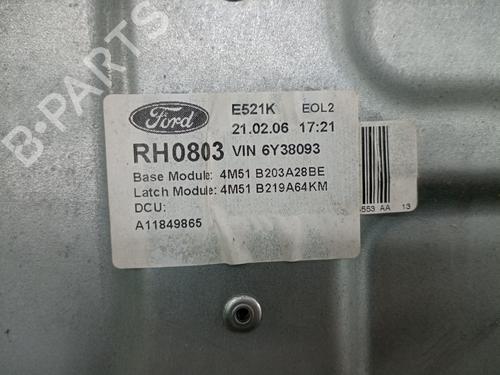 B-PARTS
Ford
E521K EOL2
21.02.06 17:21
RH0803 VIN 6Y38093
Base Module: 4M51 B203A28BE
Latch Module: 4M51 B219A64KM
DCU:
A11849865
553 AA 13